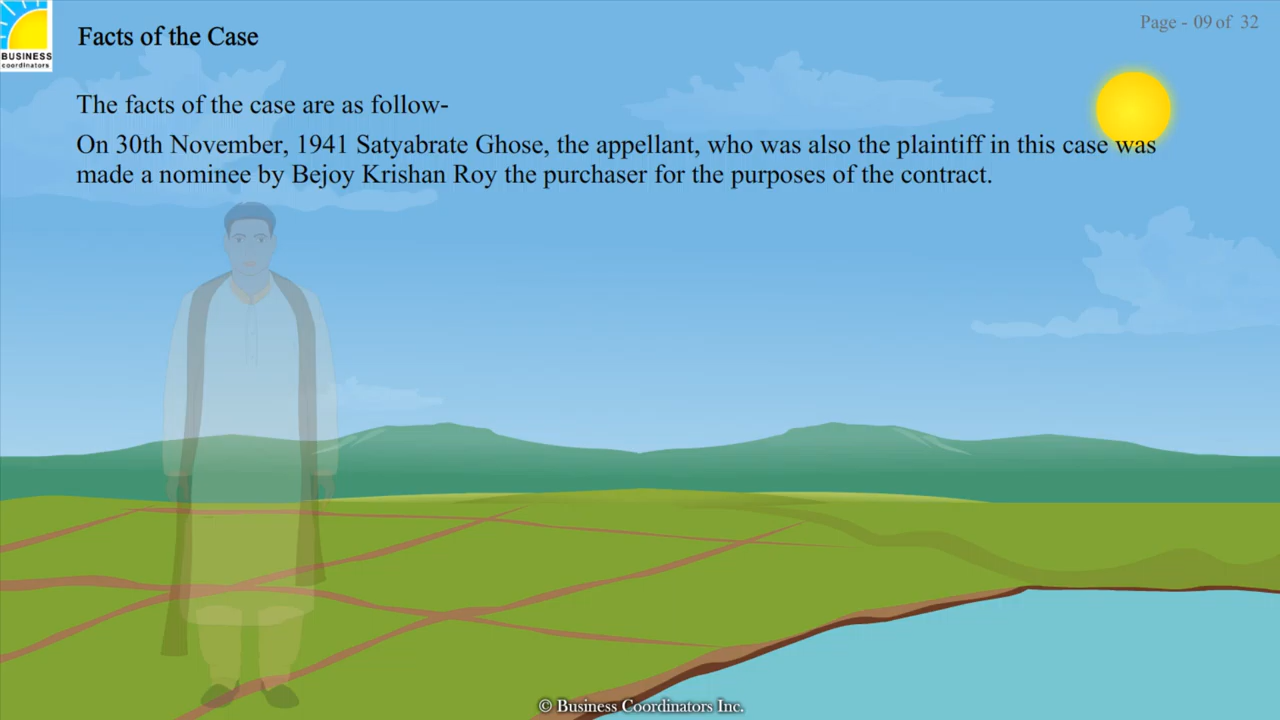 BUSINESS
coordinators
Facts of the Case
Page - 09 of 32
The facts of the case are as follow-
On 30th November, 1941 Satyabrate Ghose, the appellant, who was also the plaintiff in this case was
made a nominee by Bejoy Krishan Roy the purchaser for the purposes of the contract.
© Business Coordinators Inc.